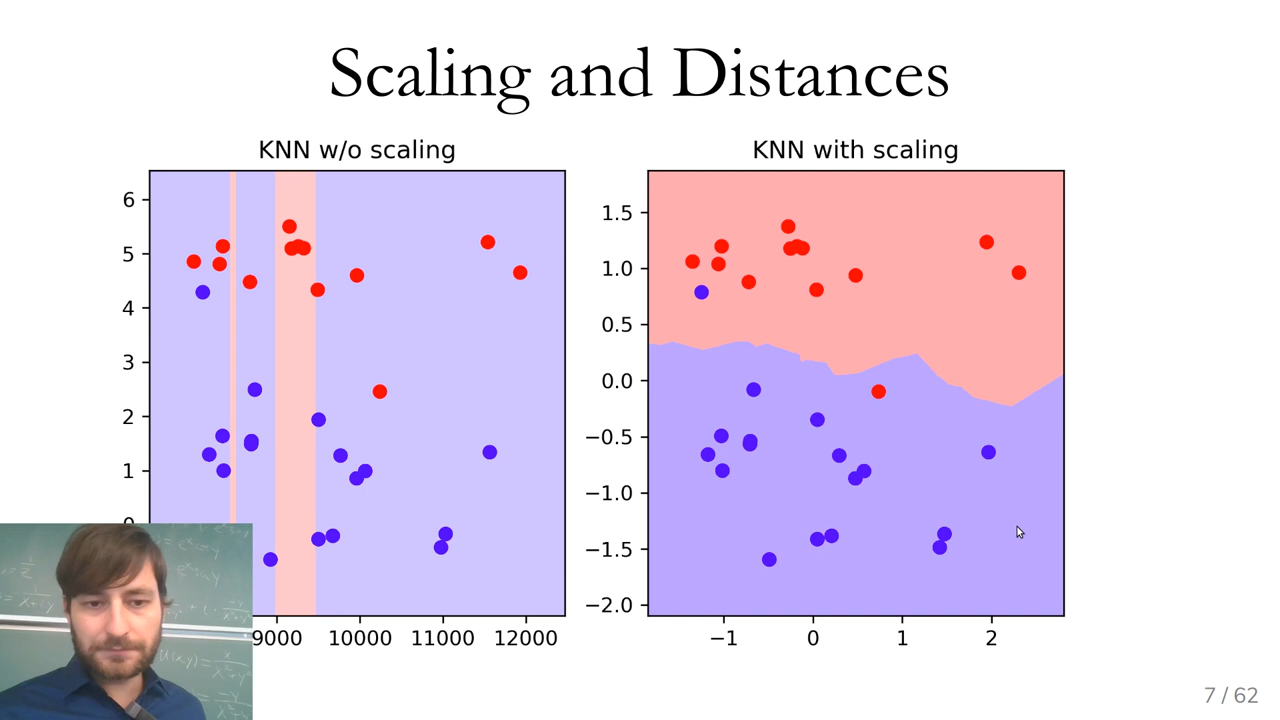 Scaling and Distances
KNN w/o scaling
KNN with scaling
6
5
4
3
2
1
9000 10000 11000 12000
1.5
1.0
0.5
0.0
−0.5
−1.0
−1.5
−2.0
−1 0 1 2
7 / 62